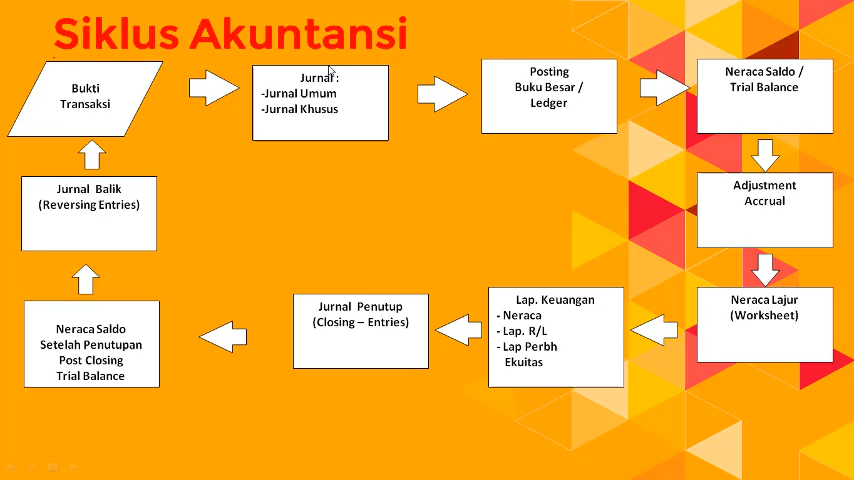 Siklus Akuntansi
Bukti
Transaksi
Jurnal :
-Jurnal Umum
-Jurnal Khusus
Posting
Buku Besar /
Ledger
Neraca Saldo /
Trial Balance
Adjustment
Accrual
Neraca Lajur
(Worksheet)
Lap. Keuangan
- Neraca
- Lap. R/L
- Lap Perbh
Ekuitas
Jurnal Penutup
(Closing – Entries)
Neraca Saldo
Setelah Penutupan
Post Closing
Trial Balance
Jurnal Balik
(Reversing Entries)